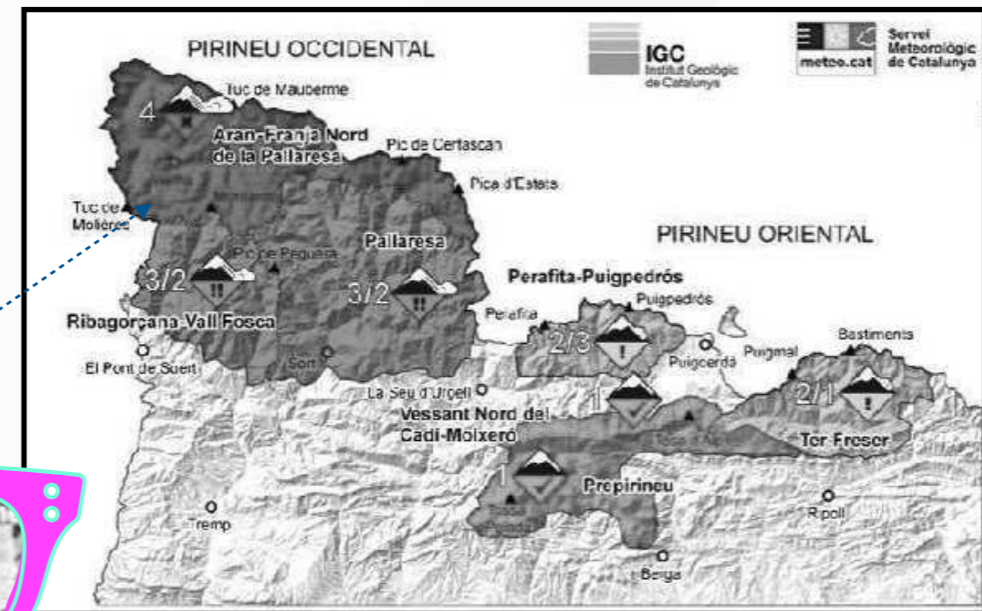 PIRINEU OCCIDENTAL
IGC
Institut Geològic
de Catalunya
meteo.cat
Servei
Meteorològic
de Catalunya
Tuc de Mauberme
4
Aran-Franja Nord
de la Pallaresa
Pic de Certascan
Pica d'Estats
Tuc de
Molières
PIRINEU ORIENTAL
Pallaresa
Pic de Peguera
3/2
3/2
Perafita-Puigpedrós
Puigpedrós
Perafita
Ribagorçana-Vall Fosca
2/3
Bastiments
El Pont de Suert
Sort
Puigcerdà
Puigmal
La Seu d'Urgell
1
2/1
Vessant Nord del
Cadí-Moixeró
Ter-Freser
1
Prepirineu
Tremp
Ripoll
Berga